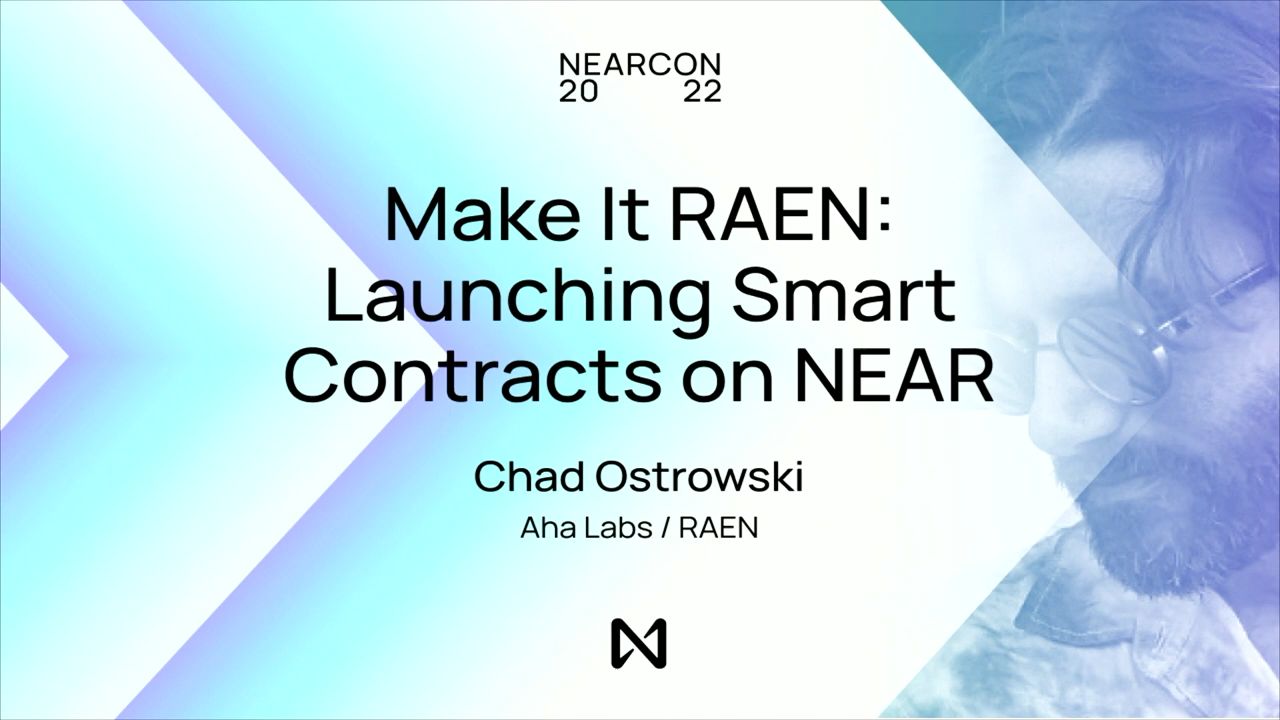 NEARCON
20 22
Make It RAEN:
Launching Smart
Contracts on NEAR
Chad Ostrowski
Aha Labs / RAEN